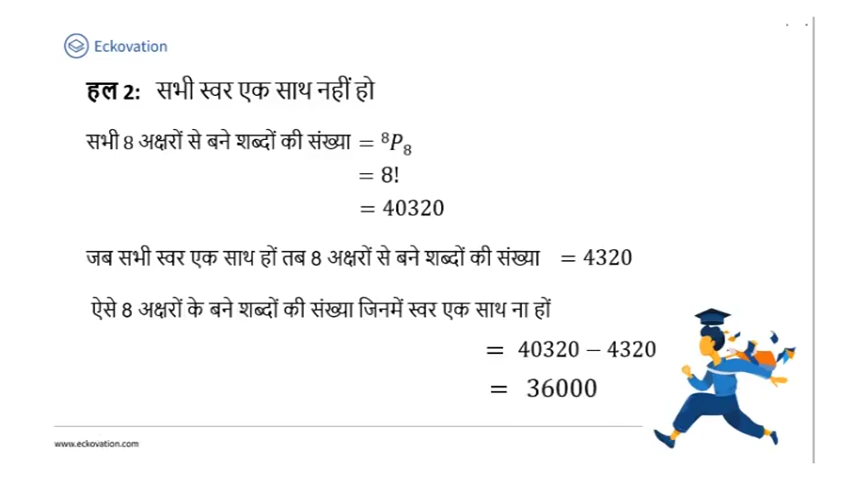 Eckovation
हल 2: सभी स्वर एक साथ नहीं हो
सभी 8 अक्षरों से बने शब्दों की संख्या = ⁸P₈
= 8!
= 40320
जब सभी स्वर एक साथ हों तब 8 अक्षरों से बने शब्दों की संख्या = 4320
ऐसे 8 अक्षरों के बने शब्दों की संख्या जिनमें स्वर एक साथ ना हों
= 40320 − 4320
= 36000
www.eckovation.com